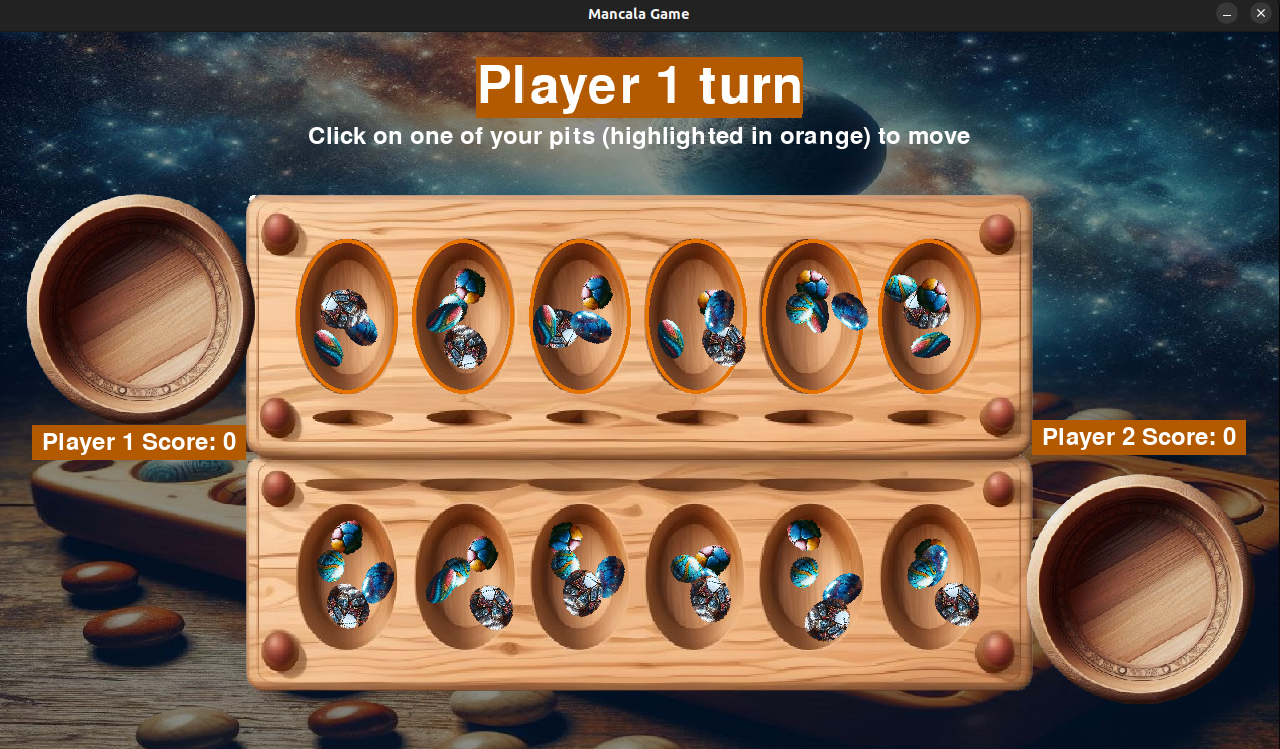 Mancala Game
Player 1 turn
Click on one of your pits (highlighted in orange) to move
Player 1 Score: 0
Player 2 Score: 0